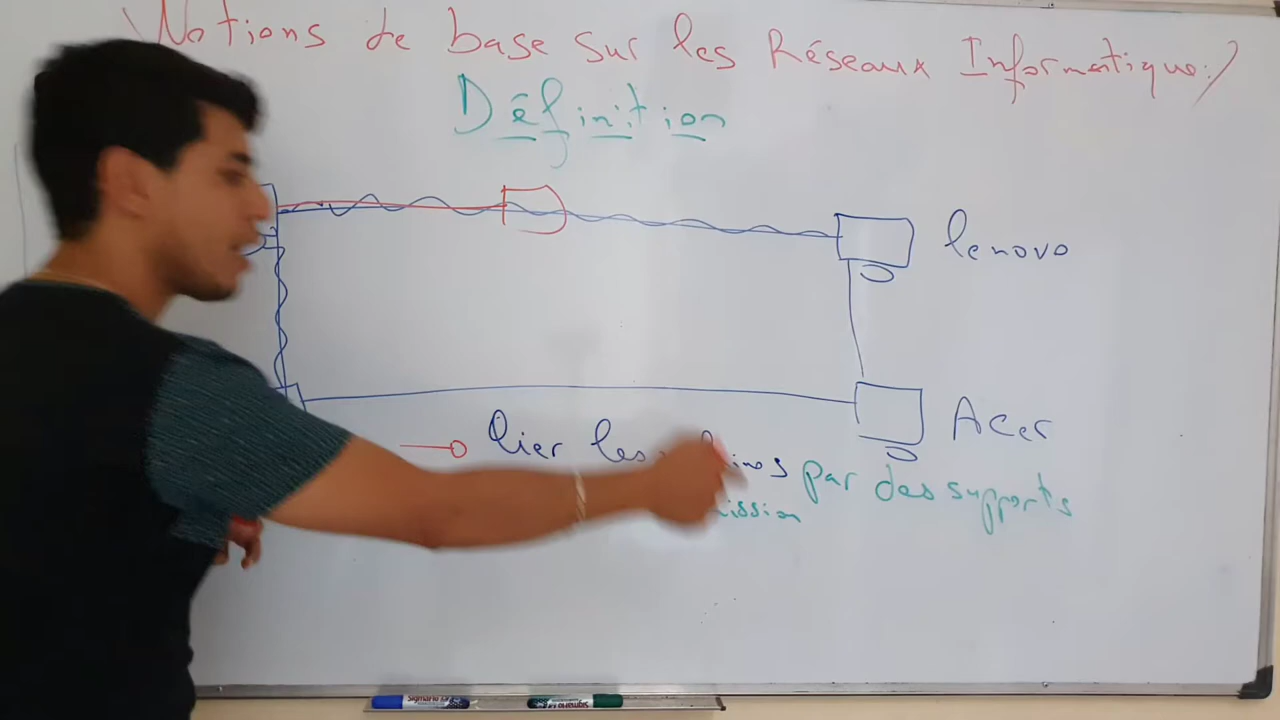 Notions de base sur les Réseaux Informatique:/
Définition
lenovo
Acer
lier les par des supports